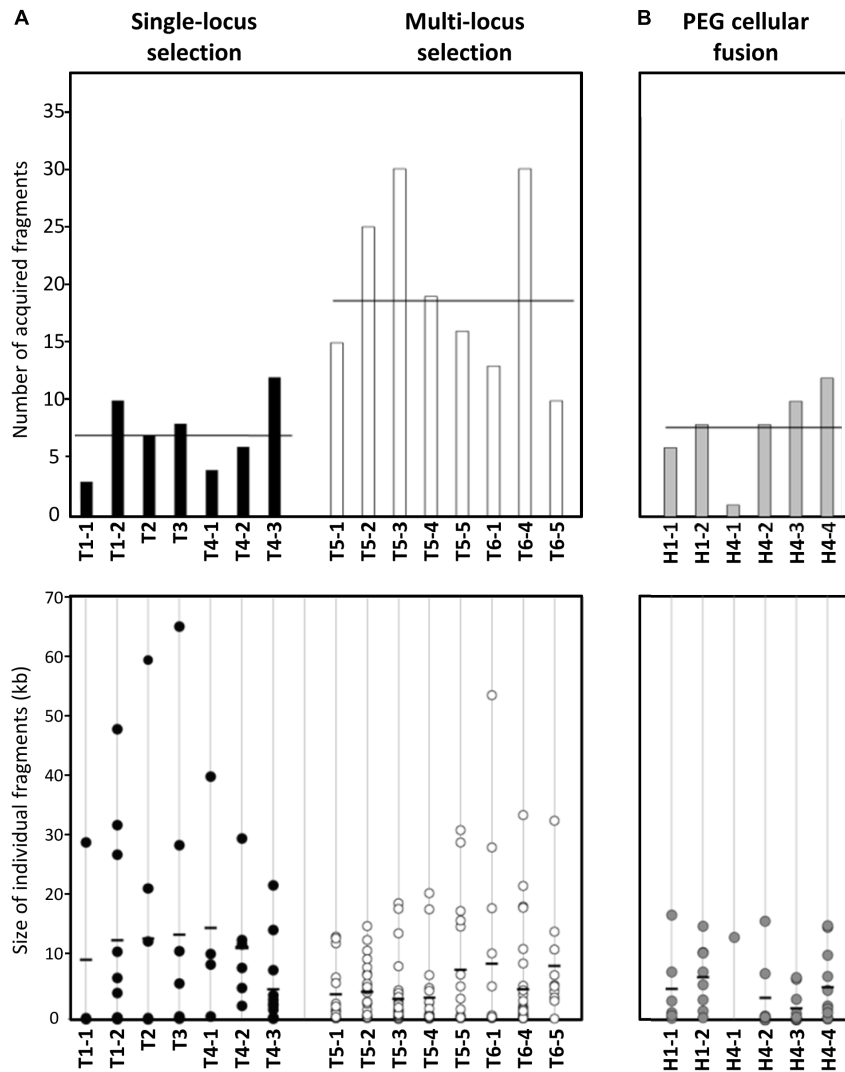 A
Single-locus
selection
Multi-locus
selection
B
PEG cellular
fusion
Number of acquired fragments
35
30
25
20
15
10
5
0
T1-1
T1-2
T2
T3
T4-1
T4-2
T4-3
T5-1
T5-2
T5-3
T5-4
T5-5
T6-1
T6-4
T6-5
H1-1
H1-2
H4-1
H4-2
H4-3
H4-4
Size of individual fragments (kb)
70
60
50
40
30
20
10
0
T1-1
T1-2
T2
T3
T4-1
T4-2
T4-3
T5-1
T5-2
T5-3
T5-4
T5-5
T6-1
T6-4
T6-5
H1-1
H1-2
H4-1
H4-2
H4-3
H4-4